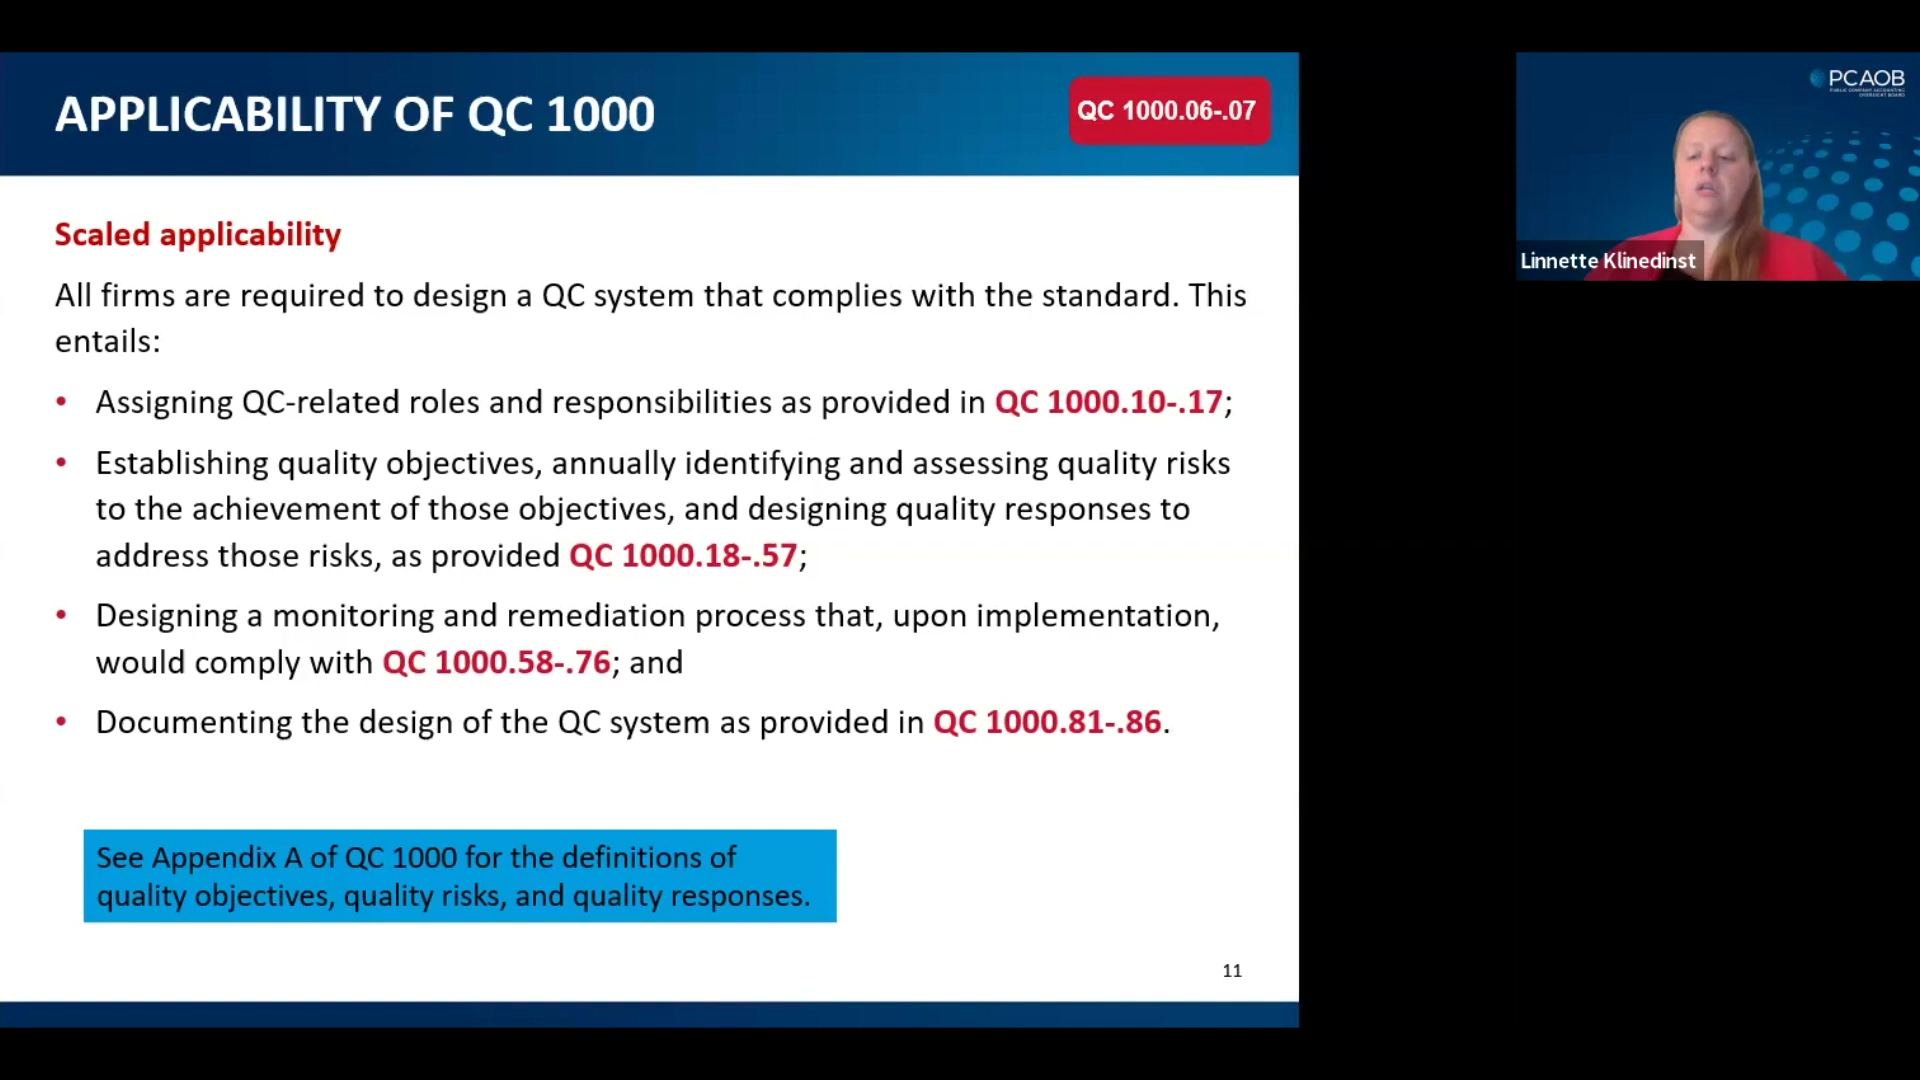 APPLICABILITY OF QC 1000
QC 1000.06-.07
Scaled applicability
All firms are required to design a QC system that complies with the standard. This
entails:
• Assigning QC-related roles and responsibilities as provided in QC 1000.10-.17;
• Establishing quality objectives, annually identifying and assessing quality risks
to the achievement of those objectives, and designing quality responses to
address those risks, as provided QC 1000.18-.57;
• Designing a monitoring and remediation process that, upon implementation,
would comply with QC 1000.58-.76; and
• Documenting the design of the QC system as provided in QC 1000.81-.86.
See Appendix A of QC 1000 for the definitions of
quality objectives, quality risks, and quality responses.
11
PCAOB
PUBLIC COMPANY ACCOUNTING
OVERSIGHT BOARD
Linnette Klinedinst